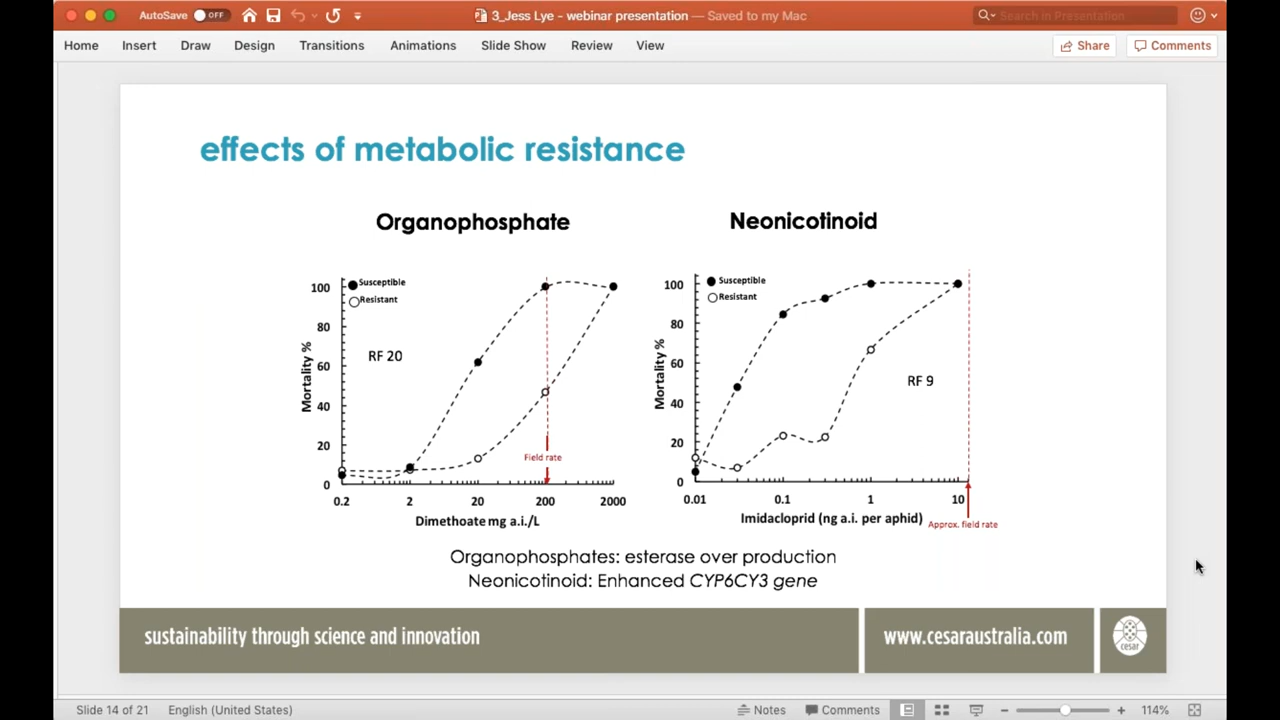 AutoSave OFF
3_Jess Lye - webinar presentation — Saved to my Mac
Search in Presentation
Home Insert Draw Design Transitions Animations Slide Show Review View
Share Comments
effects of metabolic resistance
Organophosphate
Susceptible
Resistant
RF 20
Mortality %
100
80
60
40
20
0
Field rate
0.2 2 20 200 2000
Dimethoate mg a.i./L
Neonicotinoid
Susceptible
Resistant
RF 9
Mortality %
100
80
60
40
20
0
0.01 0.1 1 10
Imidacloprid (ng a.i. per aphid)
Approx. field rate
Organophosphates: esterase over production
Neonicotinoid: Enhanced CYP6CY3 gene
sustainability through science and innovation
www.cesaraustralia.com
cesar
Slide 14 of 21 English (United States)
Notes Comments 114%